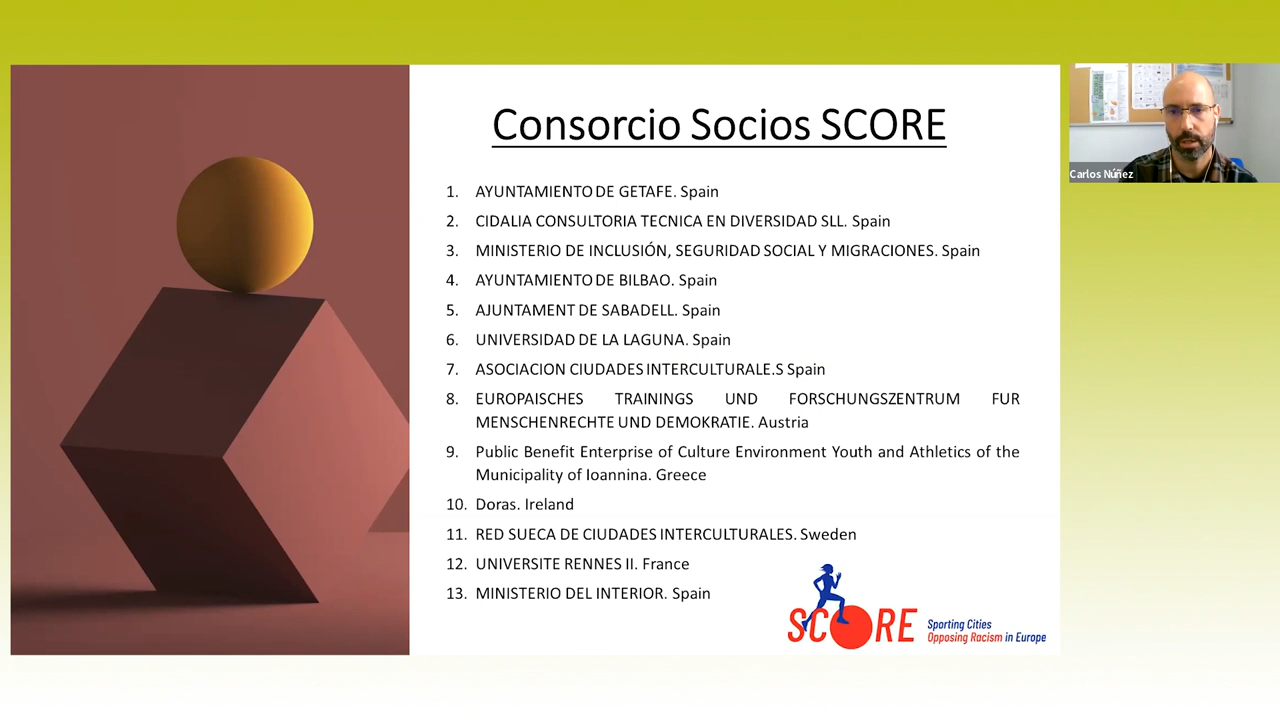 Consorcio Socios SCORE
1. AYUNTAMIENTO DE GETAFE. Spain
2. CIDALIA CONSULTORIA TECNICA EN DIVERSIDAD SLL. Spain
3. MINISTERIO DE INCLUSIÓN, SEGURIDAD SOCIAL Y MIGRACIONES. Spain
4. AYUNTAMIENTO DE BILBAO. Spain
5. AJUNTAMENT DE SABADELL. Spain
6. UNIVERSIDAD DE LA LAGUNA. Spain
7. ASOCIACION CIUDADES INTERCULTURALE.S Spain
8. EUROPAISCHES TRAININGS UND FORSCHUNGSZENTRUM FUR
MENSCHENRECHTE UND DEMOKRATIE. Austria
9. Public Benefit Enterprise of Culture Environment Youth and Athletics of the
Municipality of Ioannina. Greece
10. Doras. Ireland
11. RED SUECA DE CIUDADES INTERCULTURALES. Sweden
12. UNIVERSITE RENNES II. France
13. MINISTERIO DEL INTERIOR. Spain
SCORE
Sporting Cities
Opposing Racism in Europe
Carlos Núñez